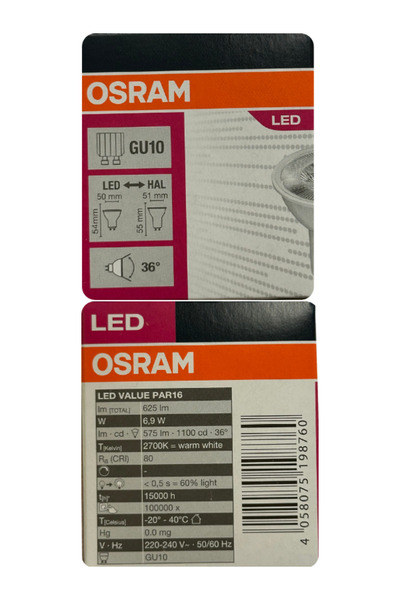 OSRAM
LED
GU10
LED HAL
50 mm 51 mm
54mm 55 mm
36°
LED
OSRAM
LED VALUE PAR16
lm [TOTAL] 625 lm
W 6,9 W
lm · cd · 575 lm · 1100 cd · 36°
T[Kelvin] 2700K = warm white
Ra (CRI) 80
-
< 0,5 s = 60% light
t[h] 15000 h
100000 x
T[Celsius] -20° - 40°C
Hg 0.0 mg
V - Hz 220-240 V~ - 50/60 Hz
GU10
4 058075 198760